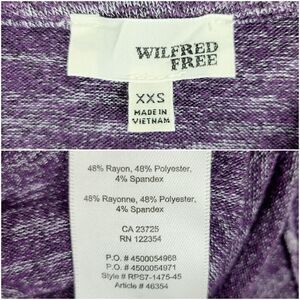 WILFRED
FREE
XXS
MADE IN
VIETNAM
48% Rayon, 48% Polyester,
4% Spandex
48% Rayonne, 48% Polyester,
4% Spandex
CA 23725
RN 122354
P.O. # 4500054968
P.O. # 4500054971
Style # RPS7-1475-45
Article # 46354